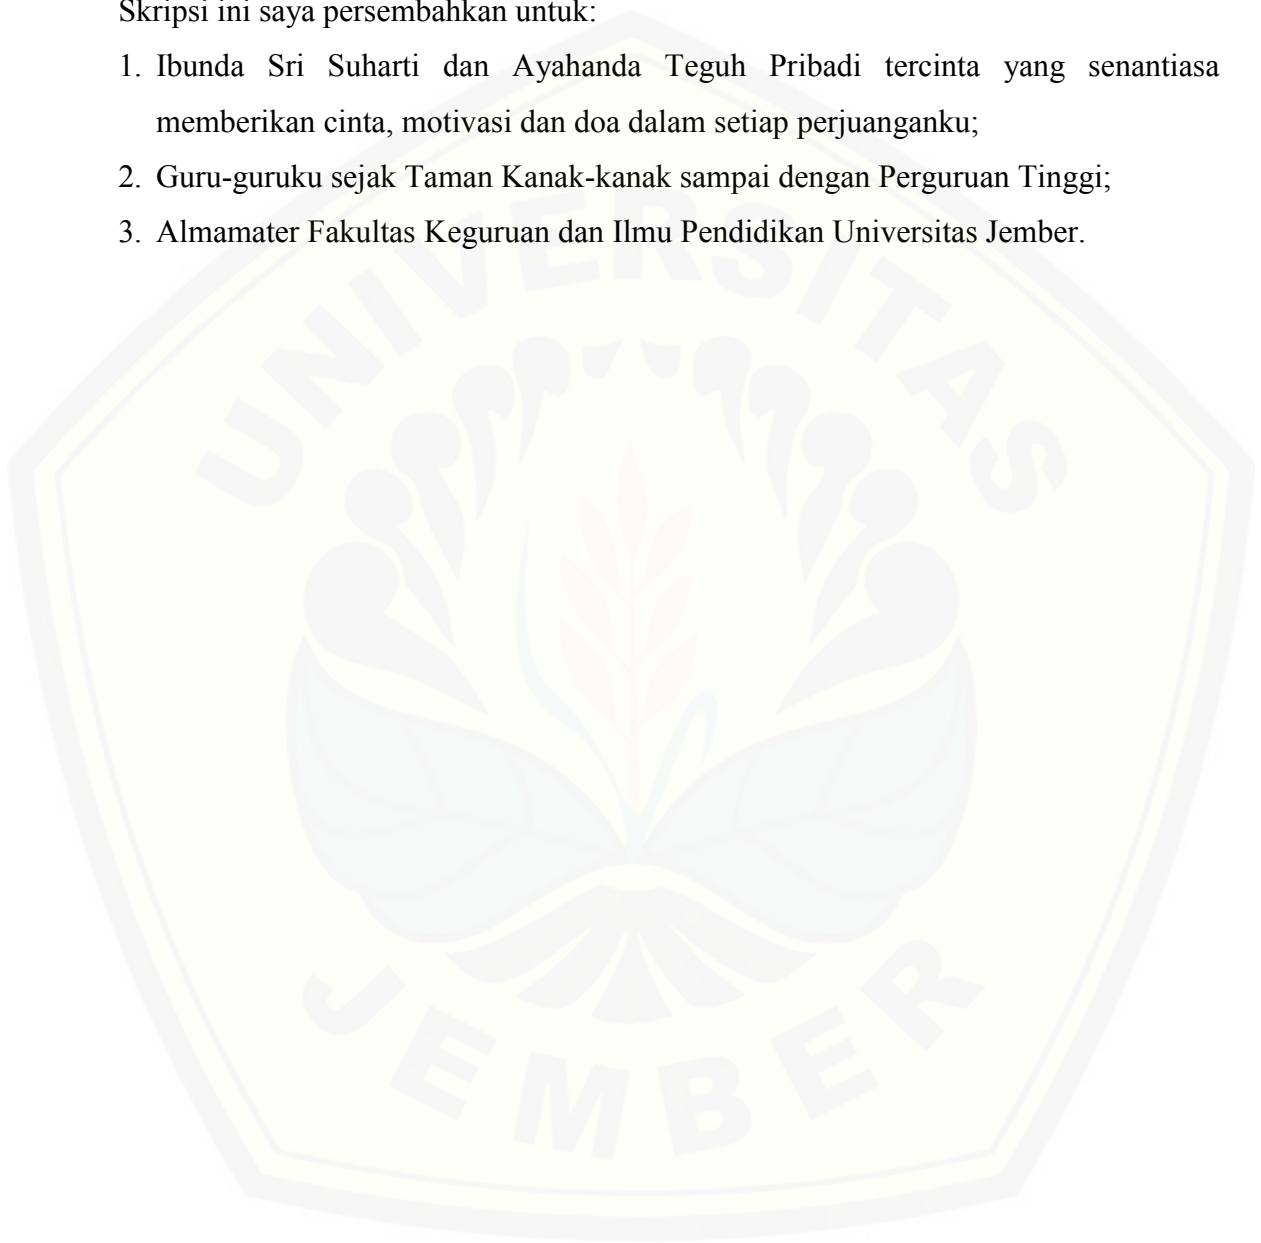 Skripsi ini saya persembahkan untuk:
1. Ibunda Sri Suharti dan Ayahanda Teguh Pribadi tercinta yang senantiasa
memberikan cinta, motivasi dan doa dalam setiap perjuanganku;
2. Guru-guruku sejak Taman Kanak-kanak sampai dengan Perguruan Tinggi;
3. Almamater Fakultas Keguruan dan Ilmu Pendidikan Universitas Jember.
UNIVERSITAS
JEMBER